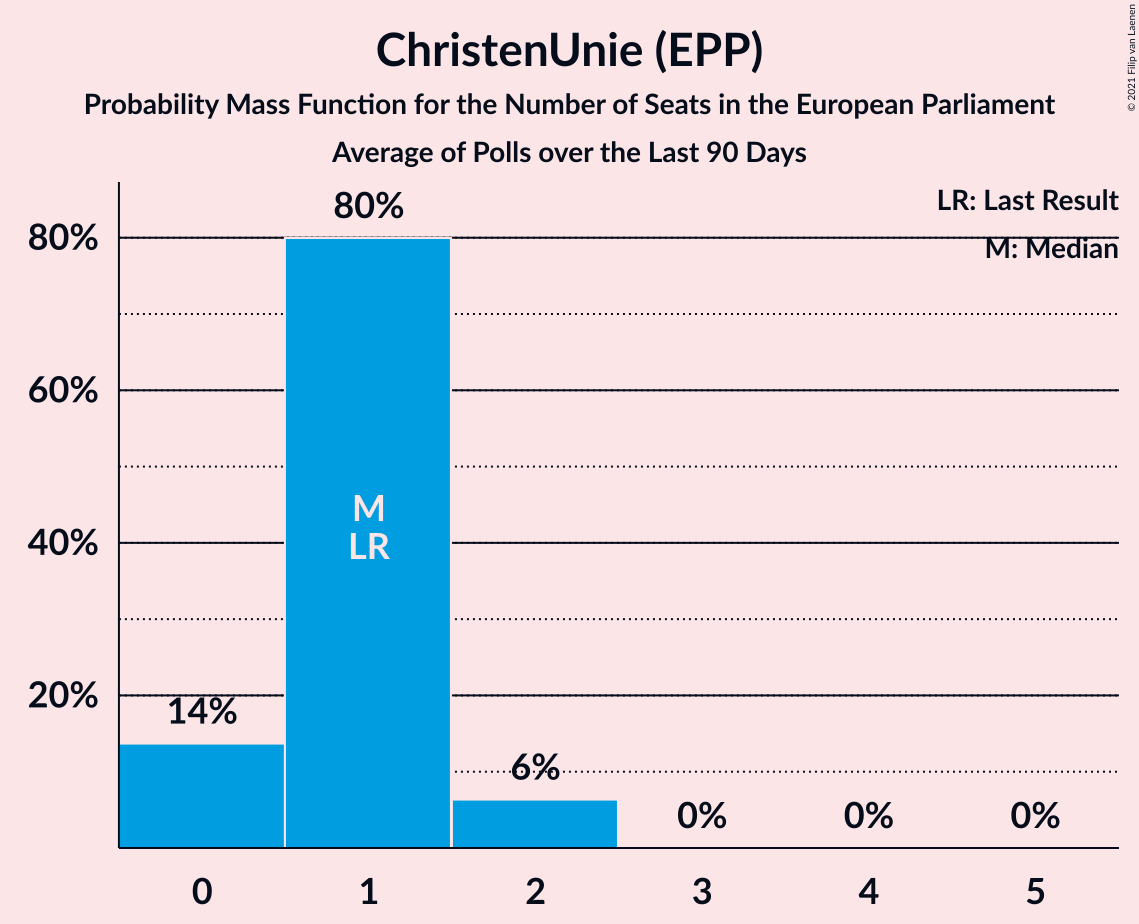 ChristenUnie (EPP)
Probability Mass Function for the Number of Seats in the European Parliament
Average of Polls over the Last 90 Days
© 2021 Filip van Laenen
LR: Last Result
M: Median
80%
60%
40%
20%
14%
80%
M
LR
6%
0%
0%
0%
0
1
2
3
4
5